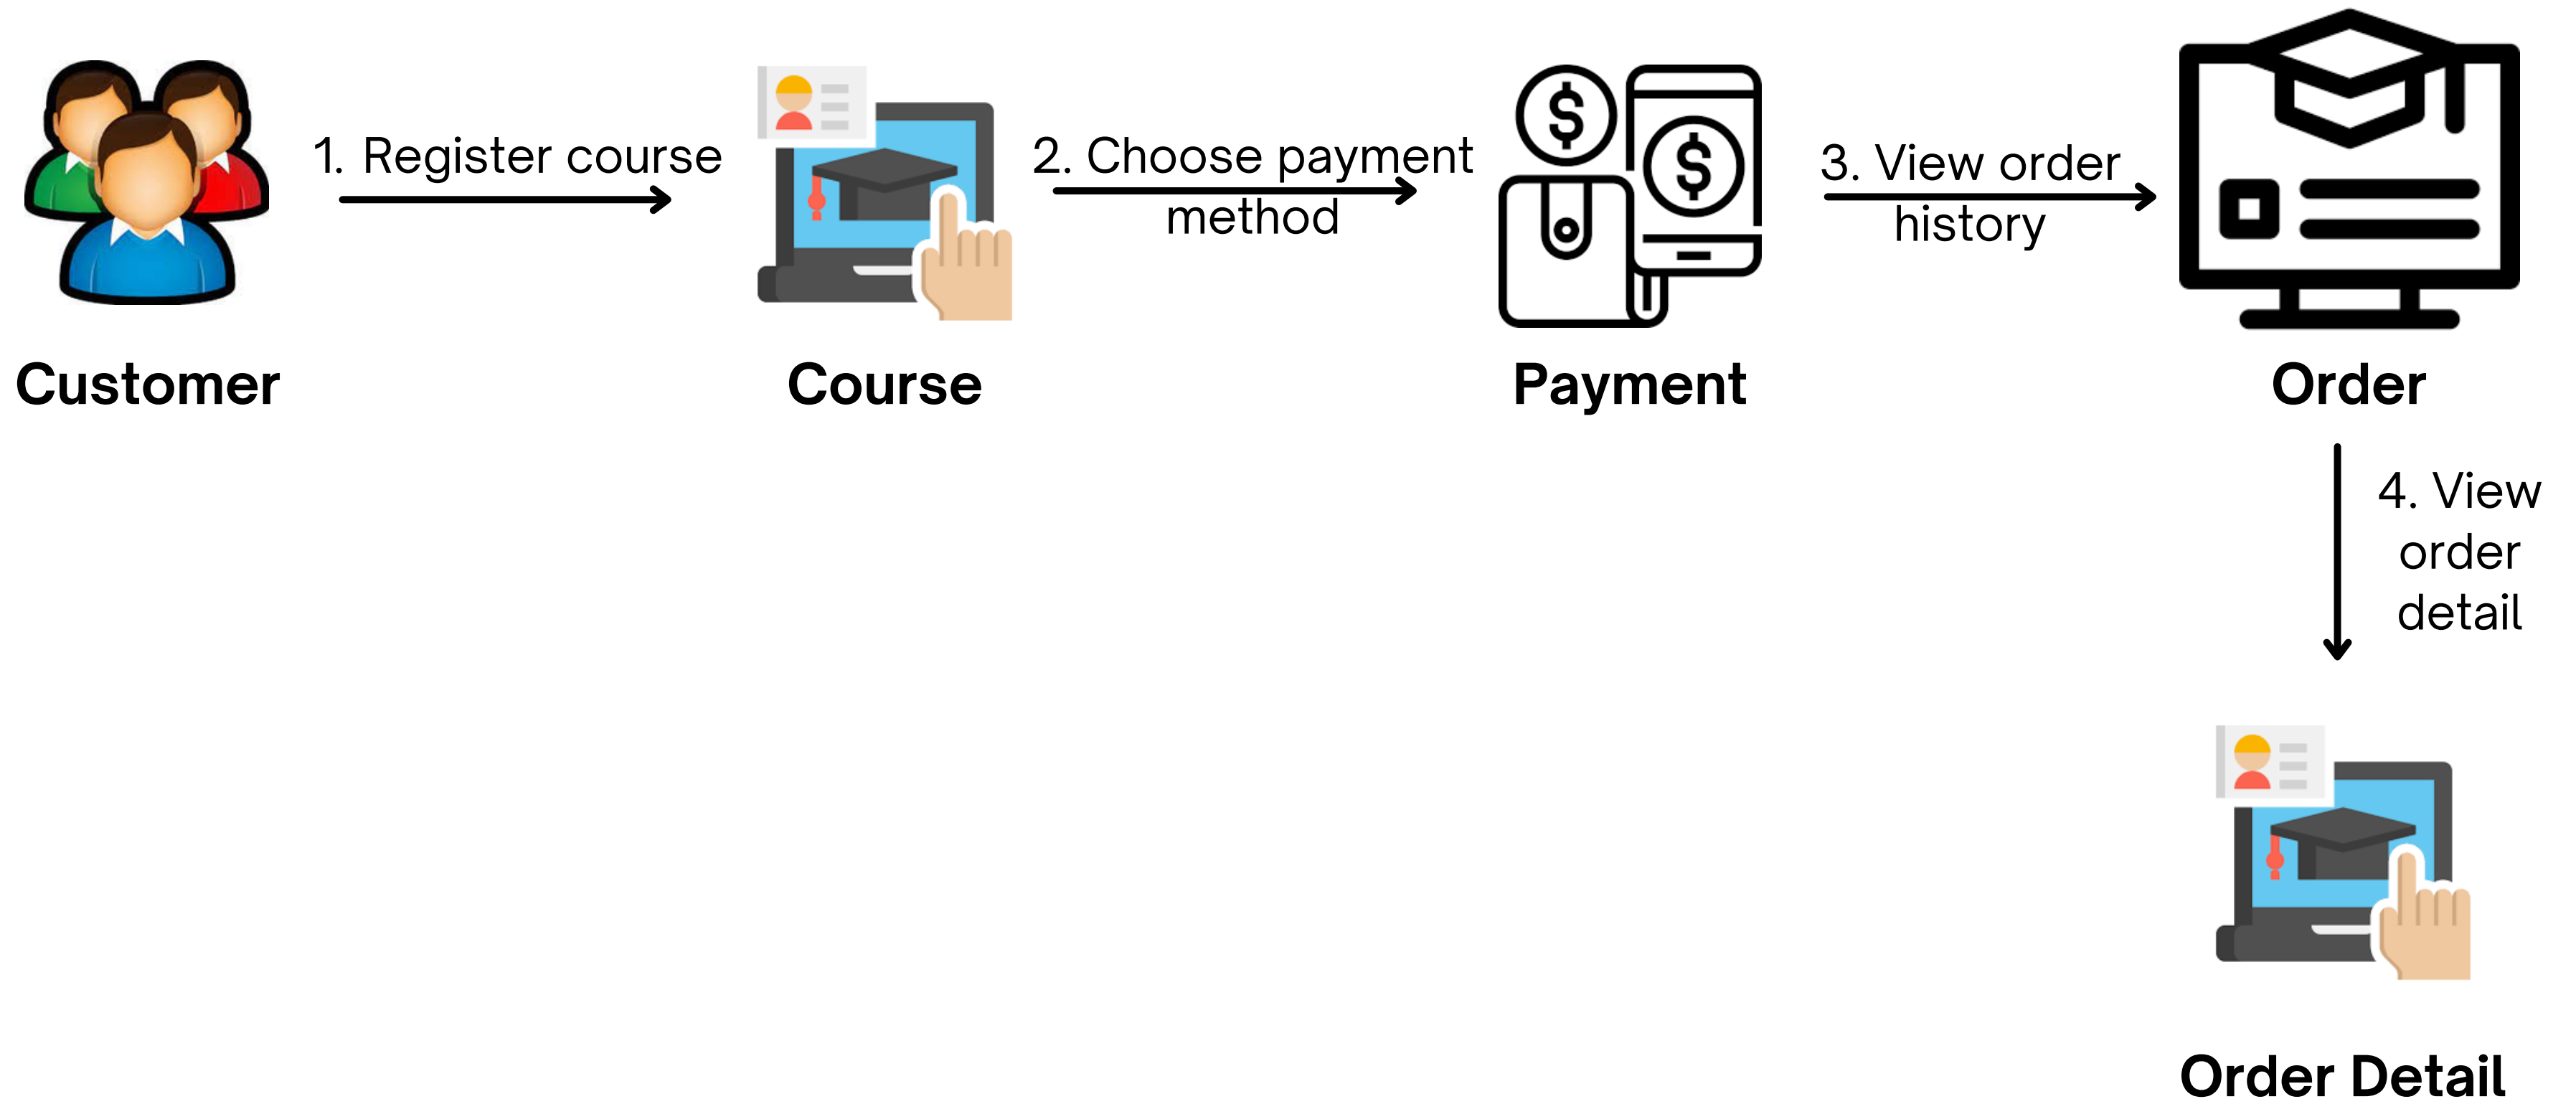 1. Register course
2. Choose payment
method
3. View order
history
Customer
Course
Payment
Order
4. View
order
detail
Order Detail